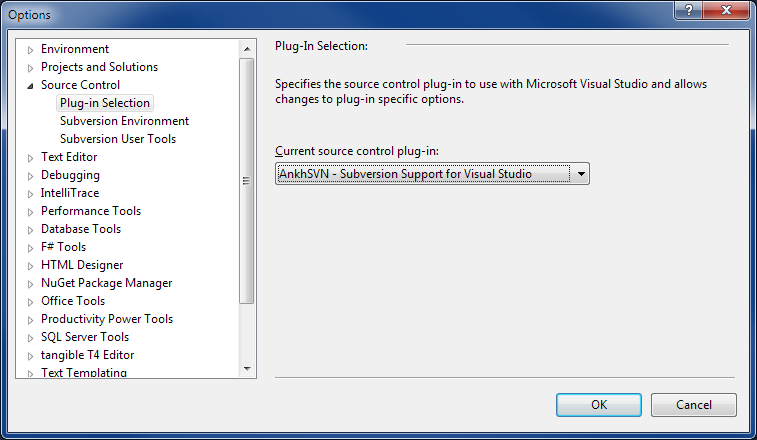 Options
Environment
Projects and Solutions
Source Control
Plug-in Selection
Subversion Environment
Subversion User Tools
Text Editor
Debugging
IntelliTrace
Performance Tools
Database Tools
F# Tools
HTML Designer
NuGet Package Manager
Office Tools
Productivity Power Tools
SQL Server Tools
tangible T4 Editor
Text Templating
Plug-In Selection:
Specifies the source control plug-in to use with Microsoft Visual Studio and allows
changes to plug-in specific options.
Current source control plug-in:
AnkhSVN - Subversion Support for Visual Studio
OK
Cancel